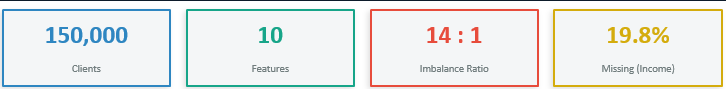 150,000
Clients
10
Features
14 : 1
Imbalance Ratio
19.8%
Missing (Income)